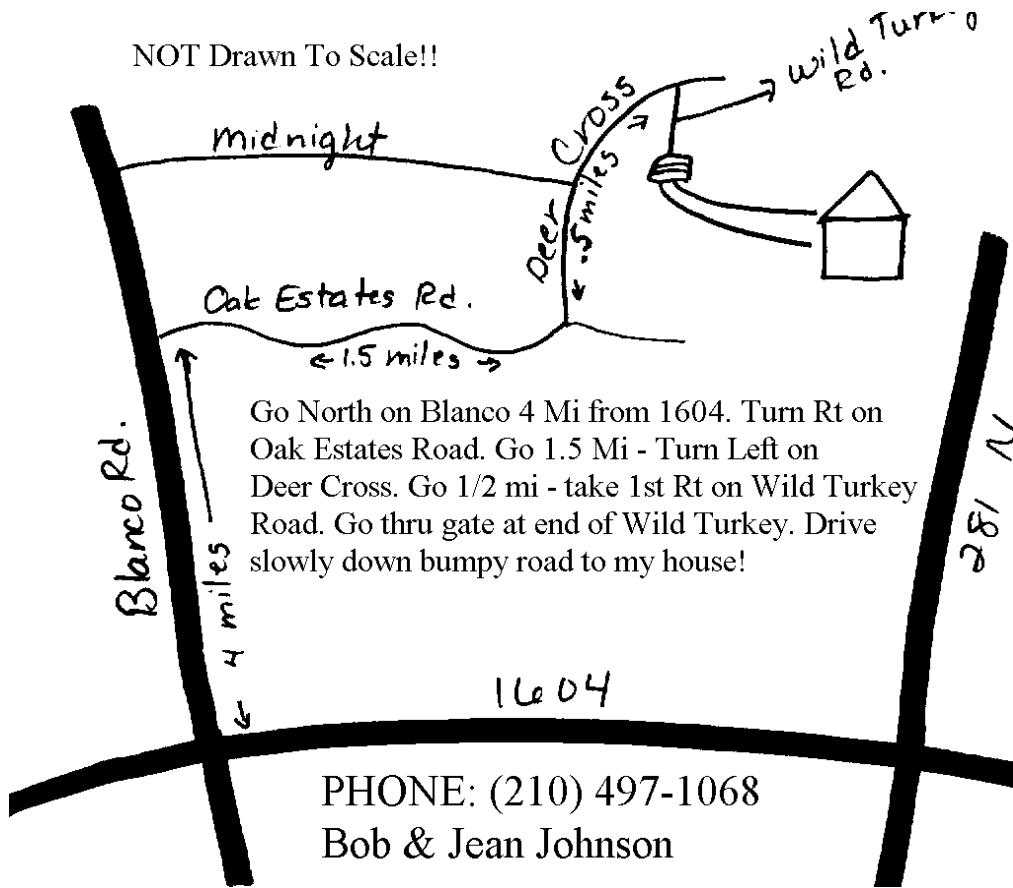 NOT Drawn To Scale!!
Wild Turkey
Rd.
Midnight
Deer Cross
.5 miles
Oak Estates Rd.
1.5 miles
Go North on Blanco 4 Mi from 1604. Turn Rt on
Oak Estates Road. Go 1.5 Mi - Turn Left on
Deer Cross. Go 1/2 mi - take 1st Rt on Wild Turkey
Road. Go thru gate at end of Wild Turkey. Drive
slowly down bumpy road to my house!
Blanco Rd.
4 miles
281 N
1604
PHONE: (210) 497-1068
Bob & Jean Johnson